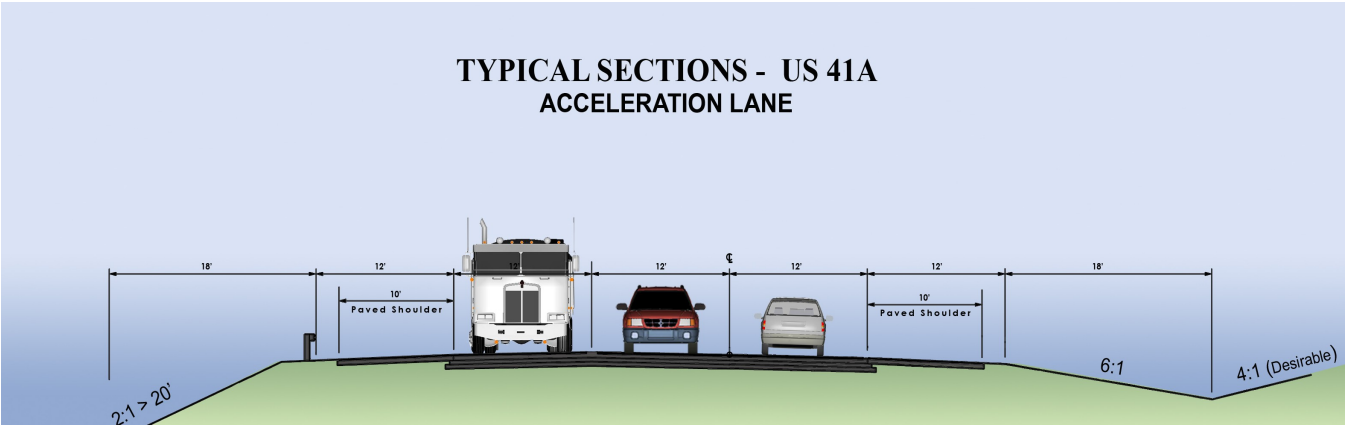 TYPICAL SECTIONS - US 41A
ACCELERATION LANE
℄
18' 12' 12' 12' 12' 12' 18'
10' 10'
Paved Shoulder Paved Shoulder
2:1 > 20'
6:1
4:1 (Desirable)